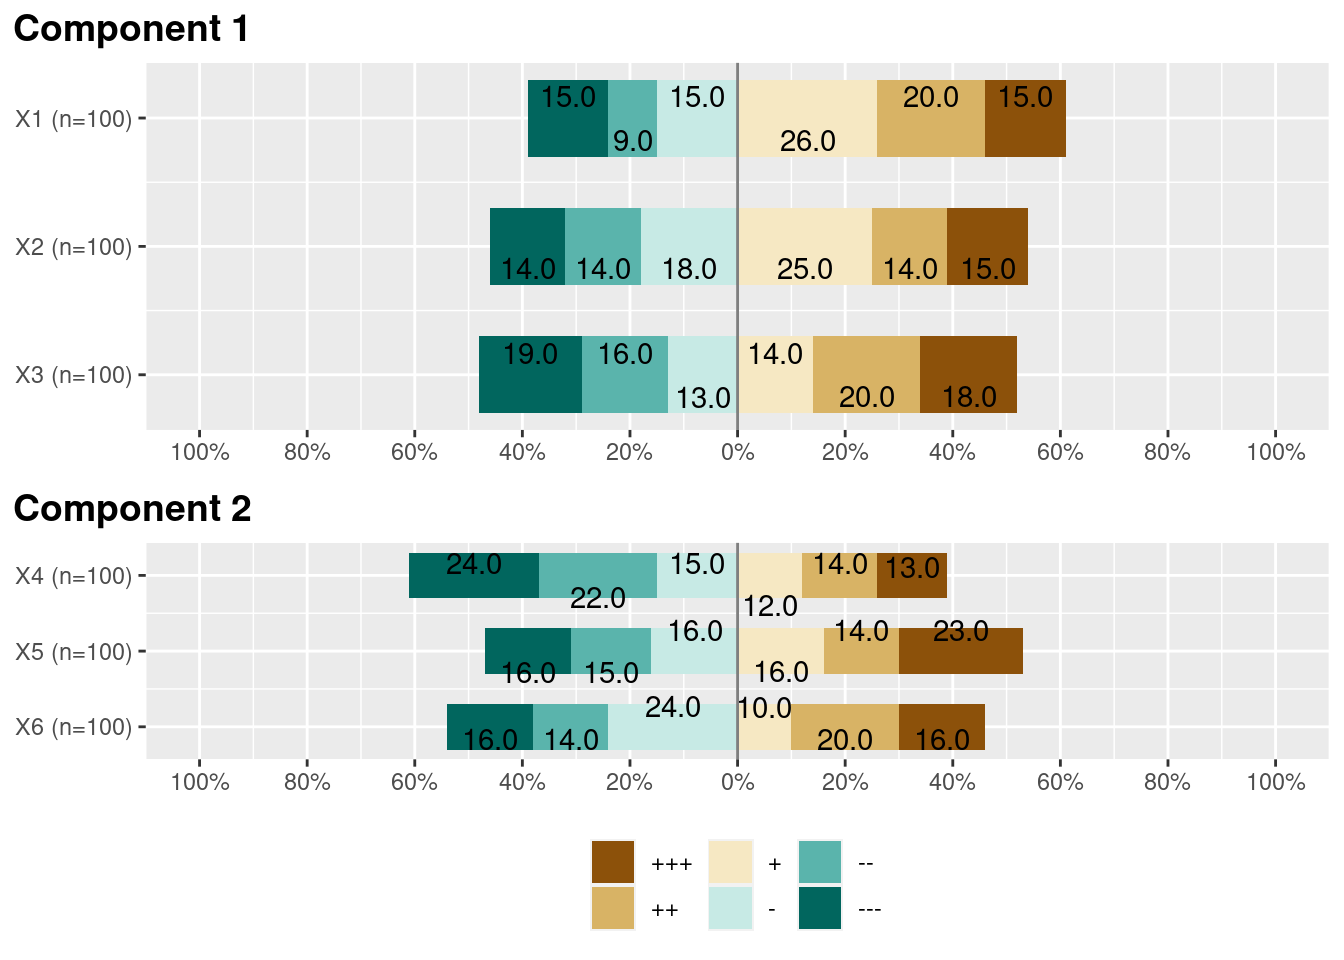 Component 1
X1 (n=100)
15.0 15.0 20.0 15.0
9.0 26.0
X2 (n=100)
14.0 14.0 18.0 25.0 14.0 15.0
X3 (n=100)
19.0 16.0 14.0
13.0 20.0 18.0
100% 80% 60% 40% 20% 0% 20% 40% 60% 80% 100%
Component 2
X4 (n=100)
24.0 15.0 14.0 13.0
22.0 12.0
X5 (n=100)
16.0 14.0 23.0
16.0 15.0 16.0
X6 (n=100)
24.0 10.0
16.0 14.0 20.0 16.0
100% 80% 60% 40% 20% 0% 20% 40% 60% 80% 100%
+++ + --
++ - ---